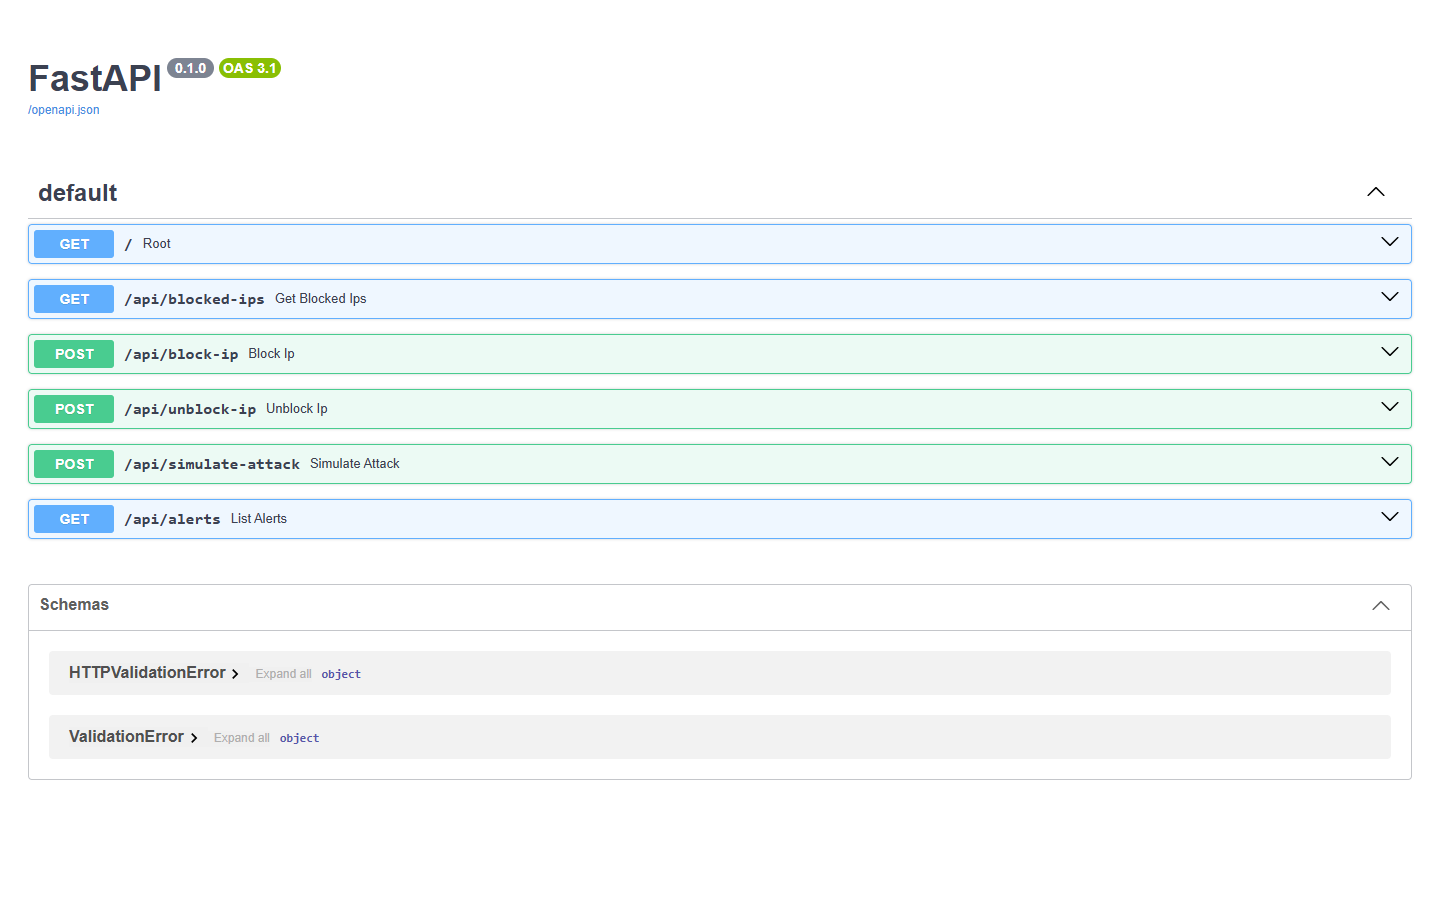 FastAPI 0.1.0 OAS 3.1
/openapi.json
default
GET / Root
GET /api/blocked-ips Get Blocked Ips
POST /api/block-ip Block Ip
POST /api/unblock-ip Unblock Ip
POST /api/simulate-attack Simulate Attack
GET /api/alerts List Alerts
Schemas
HTTPValidationError Expand all object
ValidationError Expand all object